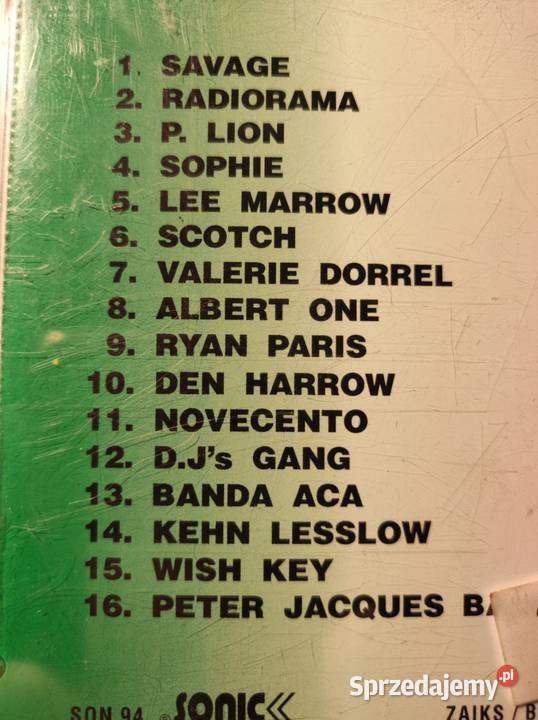 1. SAVAGE
2. RADIORAMA
3. P. LION
4. SOPHIE
5. LEE MARROW
6. SCOTCH
7. VALERIE DORREL
8. ALBERT ONE
9. RYAN PARIS
10. DEN HARROW
11. NOVECENTO
12. D.J's GANG
13. BANDA ACA
14. KEHN LESSLOW
15. WISH KEY
16. PETER JACQUES
SON 94 ℗ SONIC ZAIKS / B
Sprzedajemy.pl